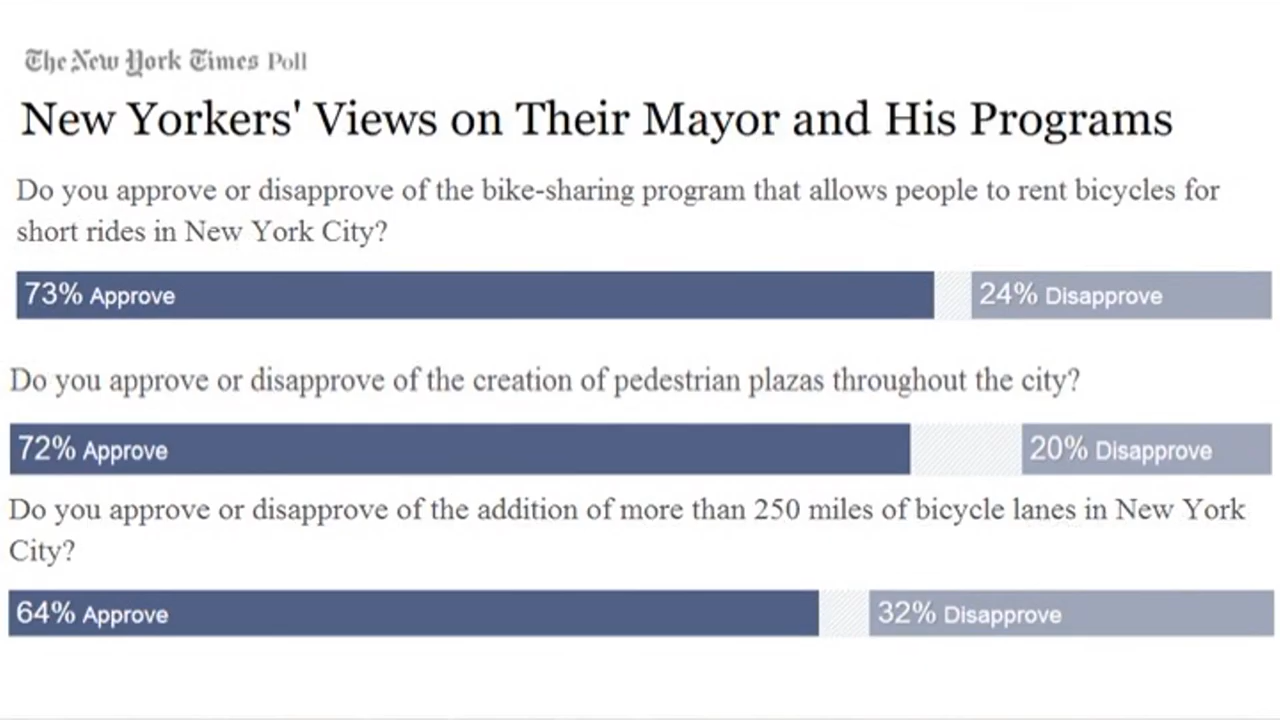 The New York Times Poll
New Yorkers' Views on Their Mayor and His Programs
Do you approve or disapprove of the bike-sharing program that allows people to rent bicycles for
short rides in New York City?
73% Approve 24% Disapprove
Do you approve or disapprove of the creation of pedestrian plazas throughout the city?
72% Approve 20% Disapprove
Do you approve or disapprove of the addition of more than 250 miles of bicycle lanes in New York
City?
64% Approve 32% Disapprove